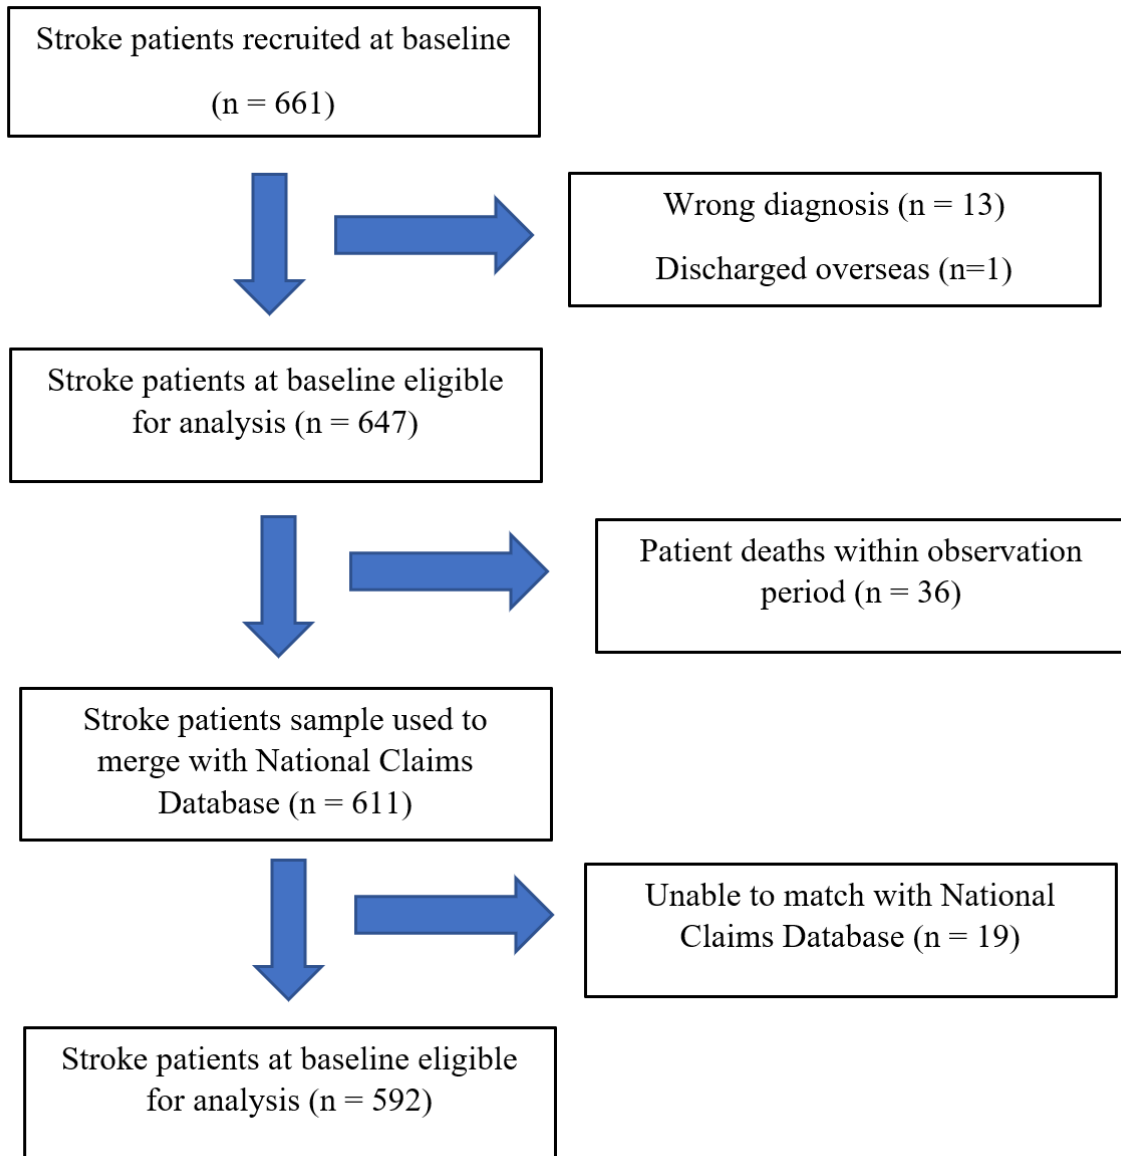 Stroke patients recruited at baseline
(n = 661)
Wrong diagnosis (n = 13)
Discharged overseas (n=1)
Stroke patients at baseline eligible
for analysis (n = 647)
Patient deaths within observation
period (n = 36)
Stroke patients sample used to
merge with National Claims
Database (n = 611)
Unable to match with National
Claims Database (n = 19)
Stroke patients at baseline eligible
for analysis (n = 592)